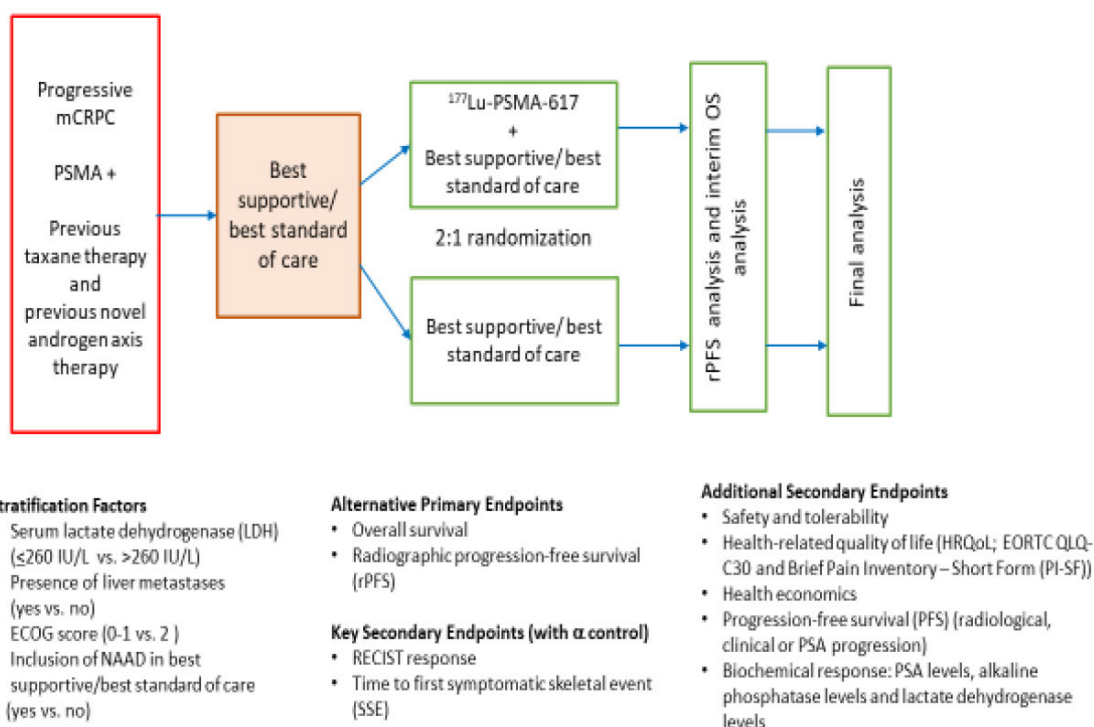 Progressive
mCRPC
PSMA +
Previous
taxane therapy
and
previous novel
androgen axis
therapy
Best
supportive/
best standard
of care
¹⁷⁷Lu-PSMA-617
+
Best supportive/ best
standard of care
2:1 randomization
Best supportive/ best
standard of care
rPFS analysis and interim OS
analysis
Final analysis
tratification Factors
Serum lactate dehydrogenase (LDH)
(≤260 IU/L vs. >260 IU/L)
Presence of liver metastases
(yes vs. no)
ECOG score (0-1 vs. 2 )
Inclusion of NAAD in best
supportive/best standard of care
(yes vs. no)
Alternative Primary Endpoints
• Overall survival
• Radiographic progression-free survival
(rPFS)
Key Secondary Endpoints (with α control)
• RECIST response
• Time to first symptomatic skeletal event
(SSE)
Additional Secondary Endpoints
• Safety and tolerability
• Health-related quality of life (HRQoL; EORTC QLQ-
C30 and Brief Pain Inventory – Short Form (PI-SF))
• Health economics
• Progression-free survival (PFS) (radiological,
clinical or PSA progression)
• Biochemical response: PSA levels, alkaline
phosphatase levels and lactate dehydrogenase
levels